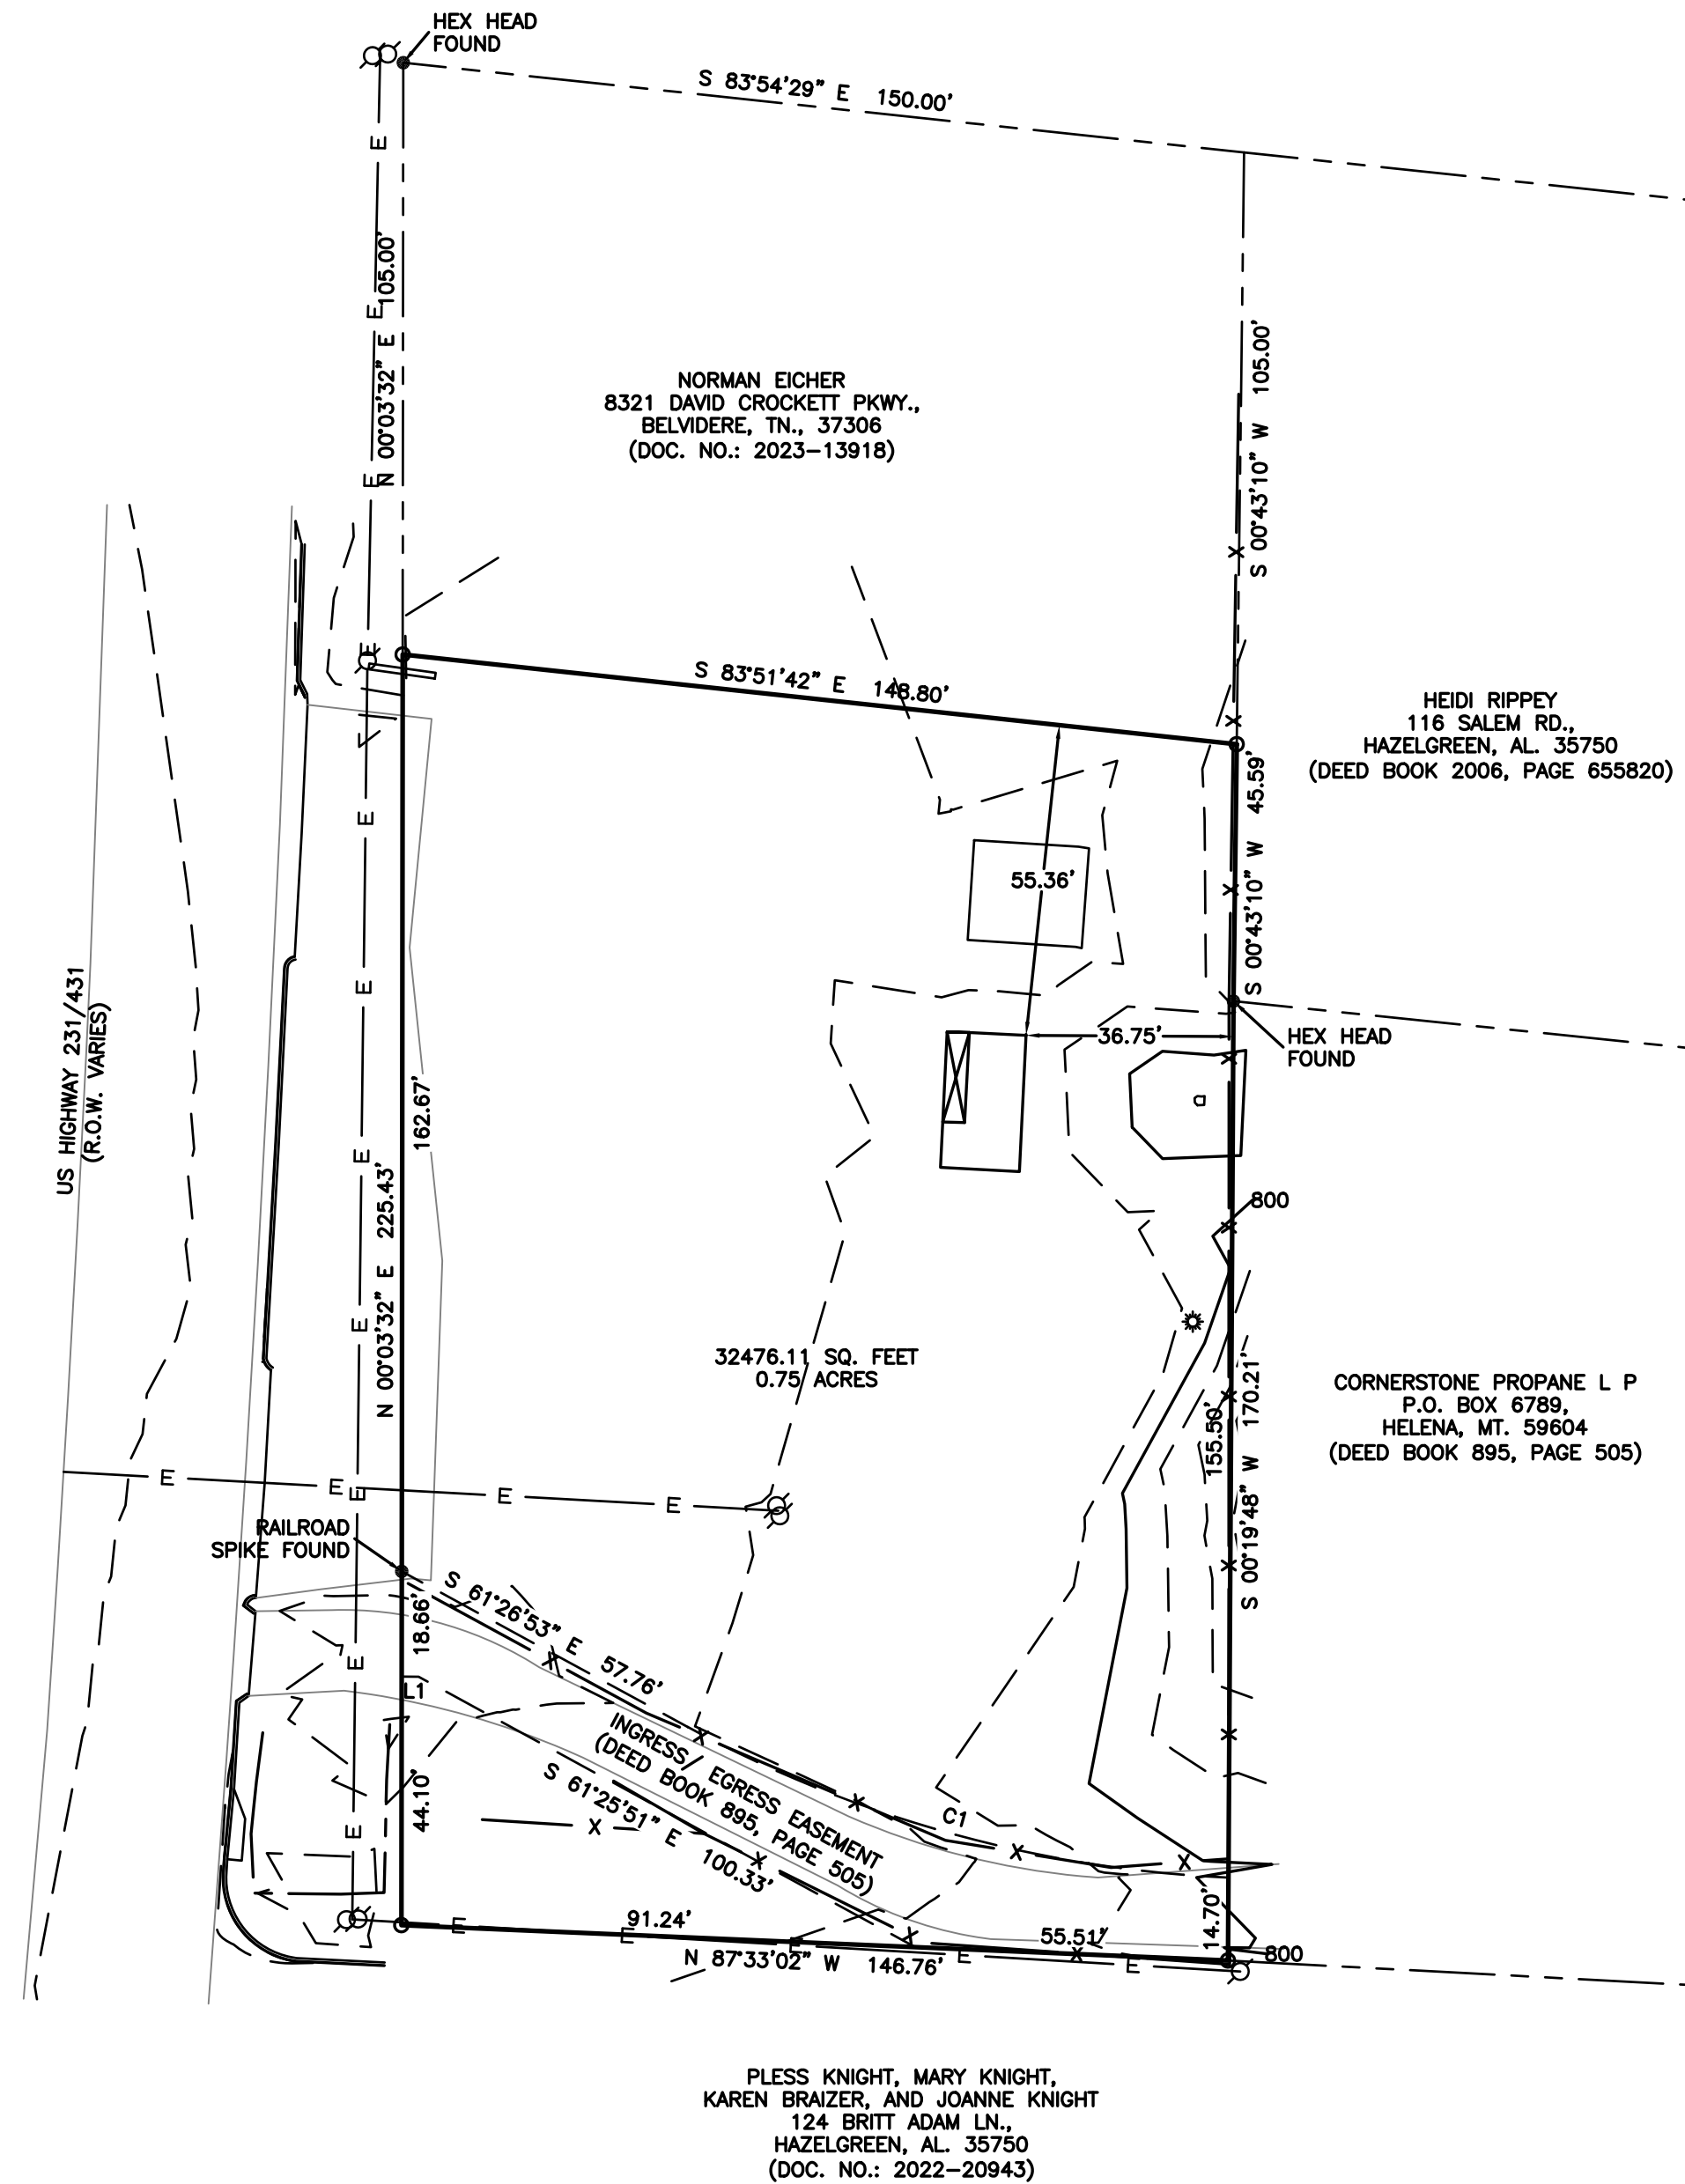 HEX HEAD
FOUND
S 83°54'29" E 150.00'
N 00°03'32" E 105.00'
S 00°43'10" W 105.00'
NORMAN EICHER
8321 DAVID CROCKETT PKWY.,
BELVIDERE, TN., 37306
(DOC. NO.: 2023-13918)
E
E
E
E
S 83°51'42" E 148.80'
HEIDI RIPPEY
116 SALEM RD.,
HAZELGREEN, AL. 35750
(DEED BOOK 2006, PAGE 655820)
S 00°43'10" W 45.59'
55.36'
36.75'
HEX HEAD
FOUND
US HIGHWAY 231/431
(R.O.W. VARIES)
162.67'
N 00°03'32" E 225.43'
E
E
E
E
E
a
800
32476.11 SQ. FEET
0.75 ACRES
155.50'
S 00°19'48" W 170.21'
CORNERSTONE PROPANE L P
P.O. BOX 6789,
HELENA, MT. 59604
(DEED BOOK 895, PAGE 505)
E
E
E
E
RAILROAD
SPIKE FOUND
18.66'
L1
44.10'
E
E
S 61°26'53" E 57.76'
INGRESS/ EGRESS EASEMENT
(DEED BOOK 895, PAGE 505)
S 61°25'51" E 100.33'
C1
91.24'
55.51'
14.70'
800
E
E
E
E
E
N 87°33'02" W 146.76'
PLESS KNIGHT, MARY KNIGHT,
KAREN BRAIZER, AND JOANNE KNIGHT
124 BRITT ADAM LN.,
HAZELGREEN, AL. 35750
(DOC. NO.: 2022-20943)